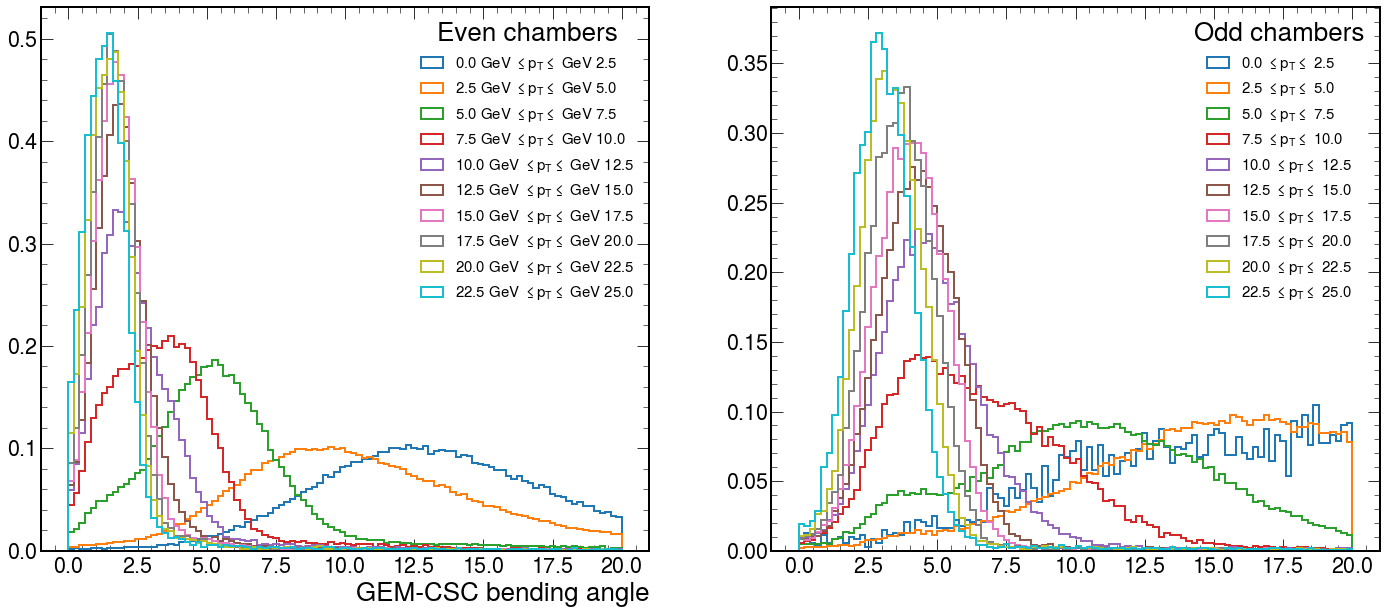 Even chambers
0.0 GeV ≤pT≤ GeV 2.5
2.5 GeV ≤pT≤ GeV 5.0
5.0 GeV ≤pT≤ GeV 7.5
7.5 GeV ≤pT≤ GeV 10.0
10.0 GeV ≤pT≤ GeV 12.5
12.5 GeV ≤pT≤ GeV 15.0
15.0 GeV ≤pT≤ GeV 17.5
17.5 GeV ≤pT≤ GeV 20.0
20.0 GeV ≤pT≤ GeV 22.5
22.5 GeV ≤pT≤ GeV 25.0
0.5
0.4
0.3
0.2
0.1
0.0
0.0 2.5 5.0 7.5 10.0 12.5 15.0 17.5 20.0
GEM-CSC bending angle
Odd chambers
0.0 ≤pT≤ 2.5
2.5 ≤pT≤ 5.0
5.0 ≤pT≤ 7.5
7.5 ≤pT≤ 10.0
10.0 ≤pT≤ 12.5
12.5 ≤pT≤ 15.0
15.0 ≤pT≤ 17.5
17.5 ≤pT≤ 20.0
20.0 ≤pT≤ 22.5
22.5 ≤pT≤ 25.0
0.35
0.30
0.25
0.20
0.15
0.10
0.05
0.00
0.0 2.5 5.0 7.5 10.0 12.5 15.0 17.5 20.0